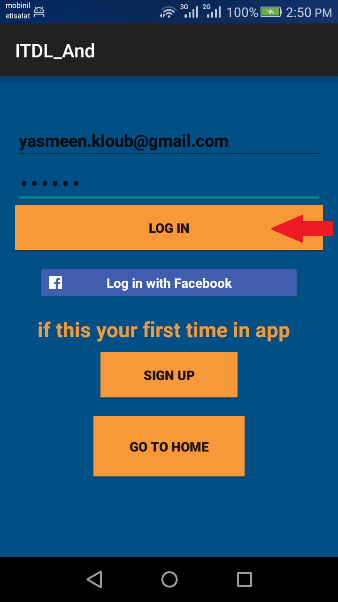 mobinil
etisalat
3G
2G
100%
2:50 PM
ITDL_And
yasmeen.kloub@gmail.com
••••••
LOG IN
Log in with Facebook
if this your first time in app
SIGN UP
GO TO HOME